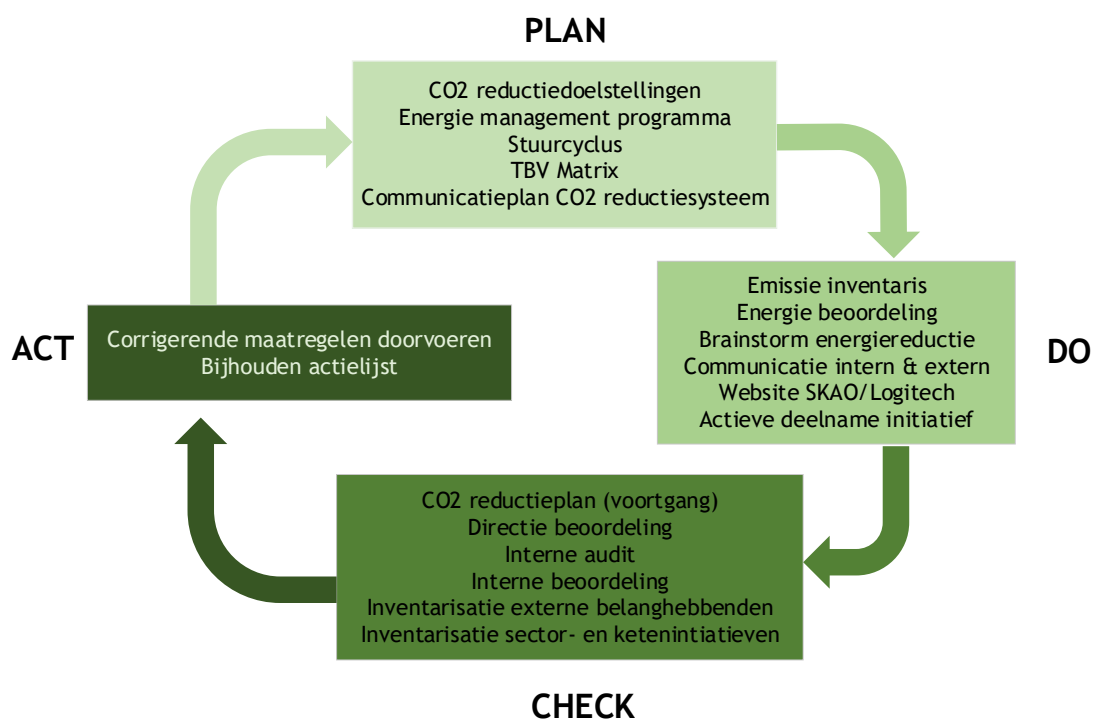 PLAN
CO2 reductiedoelstellingen
Energie management programma
Stuurcyclus
TBV Matrix
Communicatieplan CO2 reductiesysteem
DO
Emissie inventaris
Energie beoordeling
Brainstorm energiereductie
Communicatie intern & extern
Website SKAO/Logitech
Actieve deelname initiatief
CO2 reductieplan (voortgang)
Directie beoordeling
Interne audit
Interne beoordeling
Inventarisatie externe belanghebbenden
Inventarisatie sector- en ketenintiatieven
CHECK
ACT
Corrigerende maatregelen doorvoeren
Bijhouden actielijst